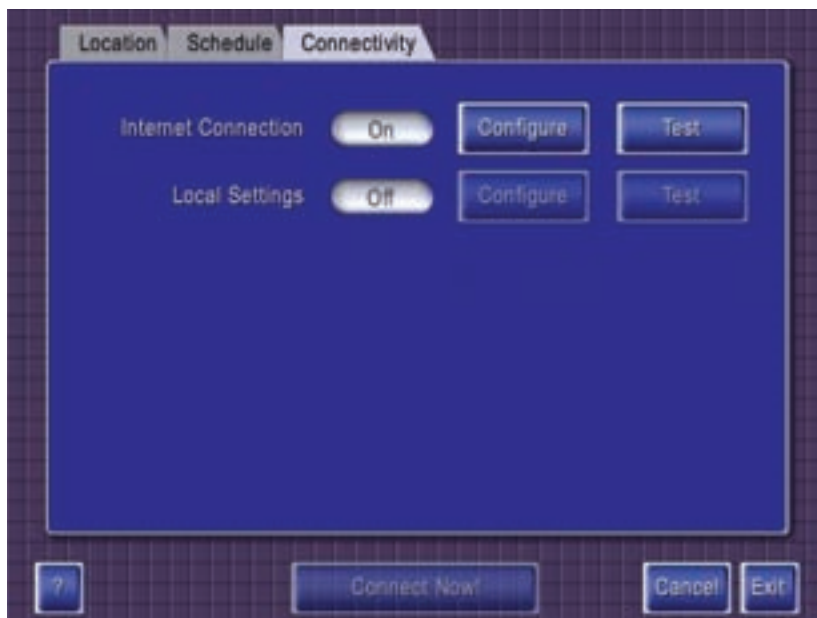 Location Schedule Connectivity
Internet Connection On Configure Test
Local Settings Off Configure Test
? Connect Now! Cancel Exit